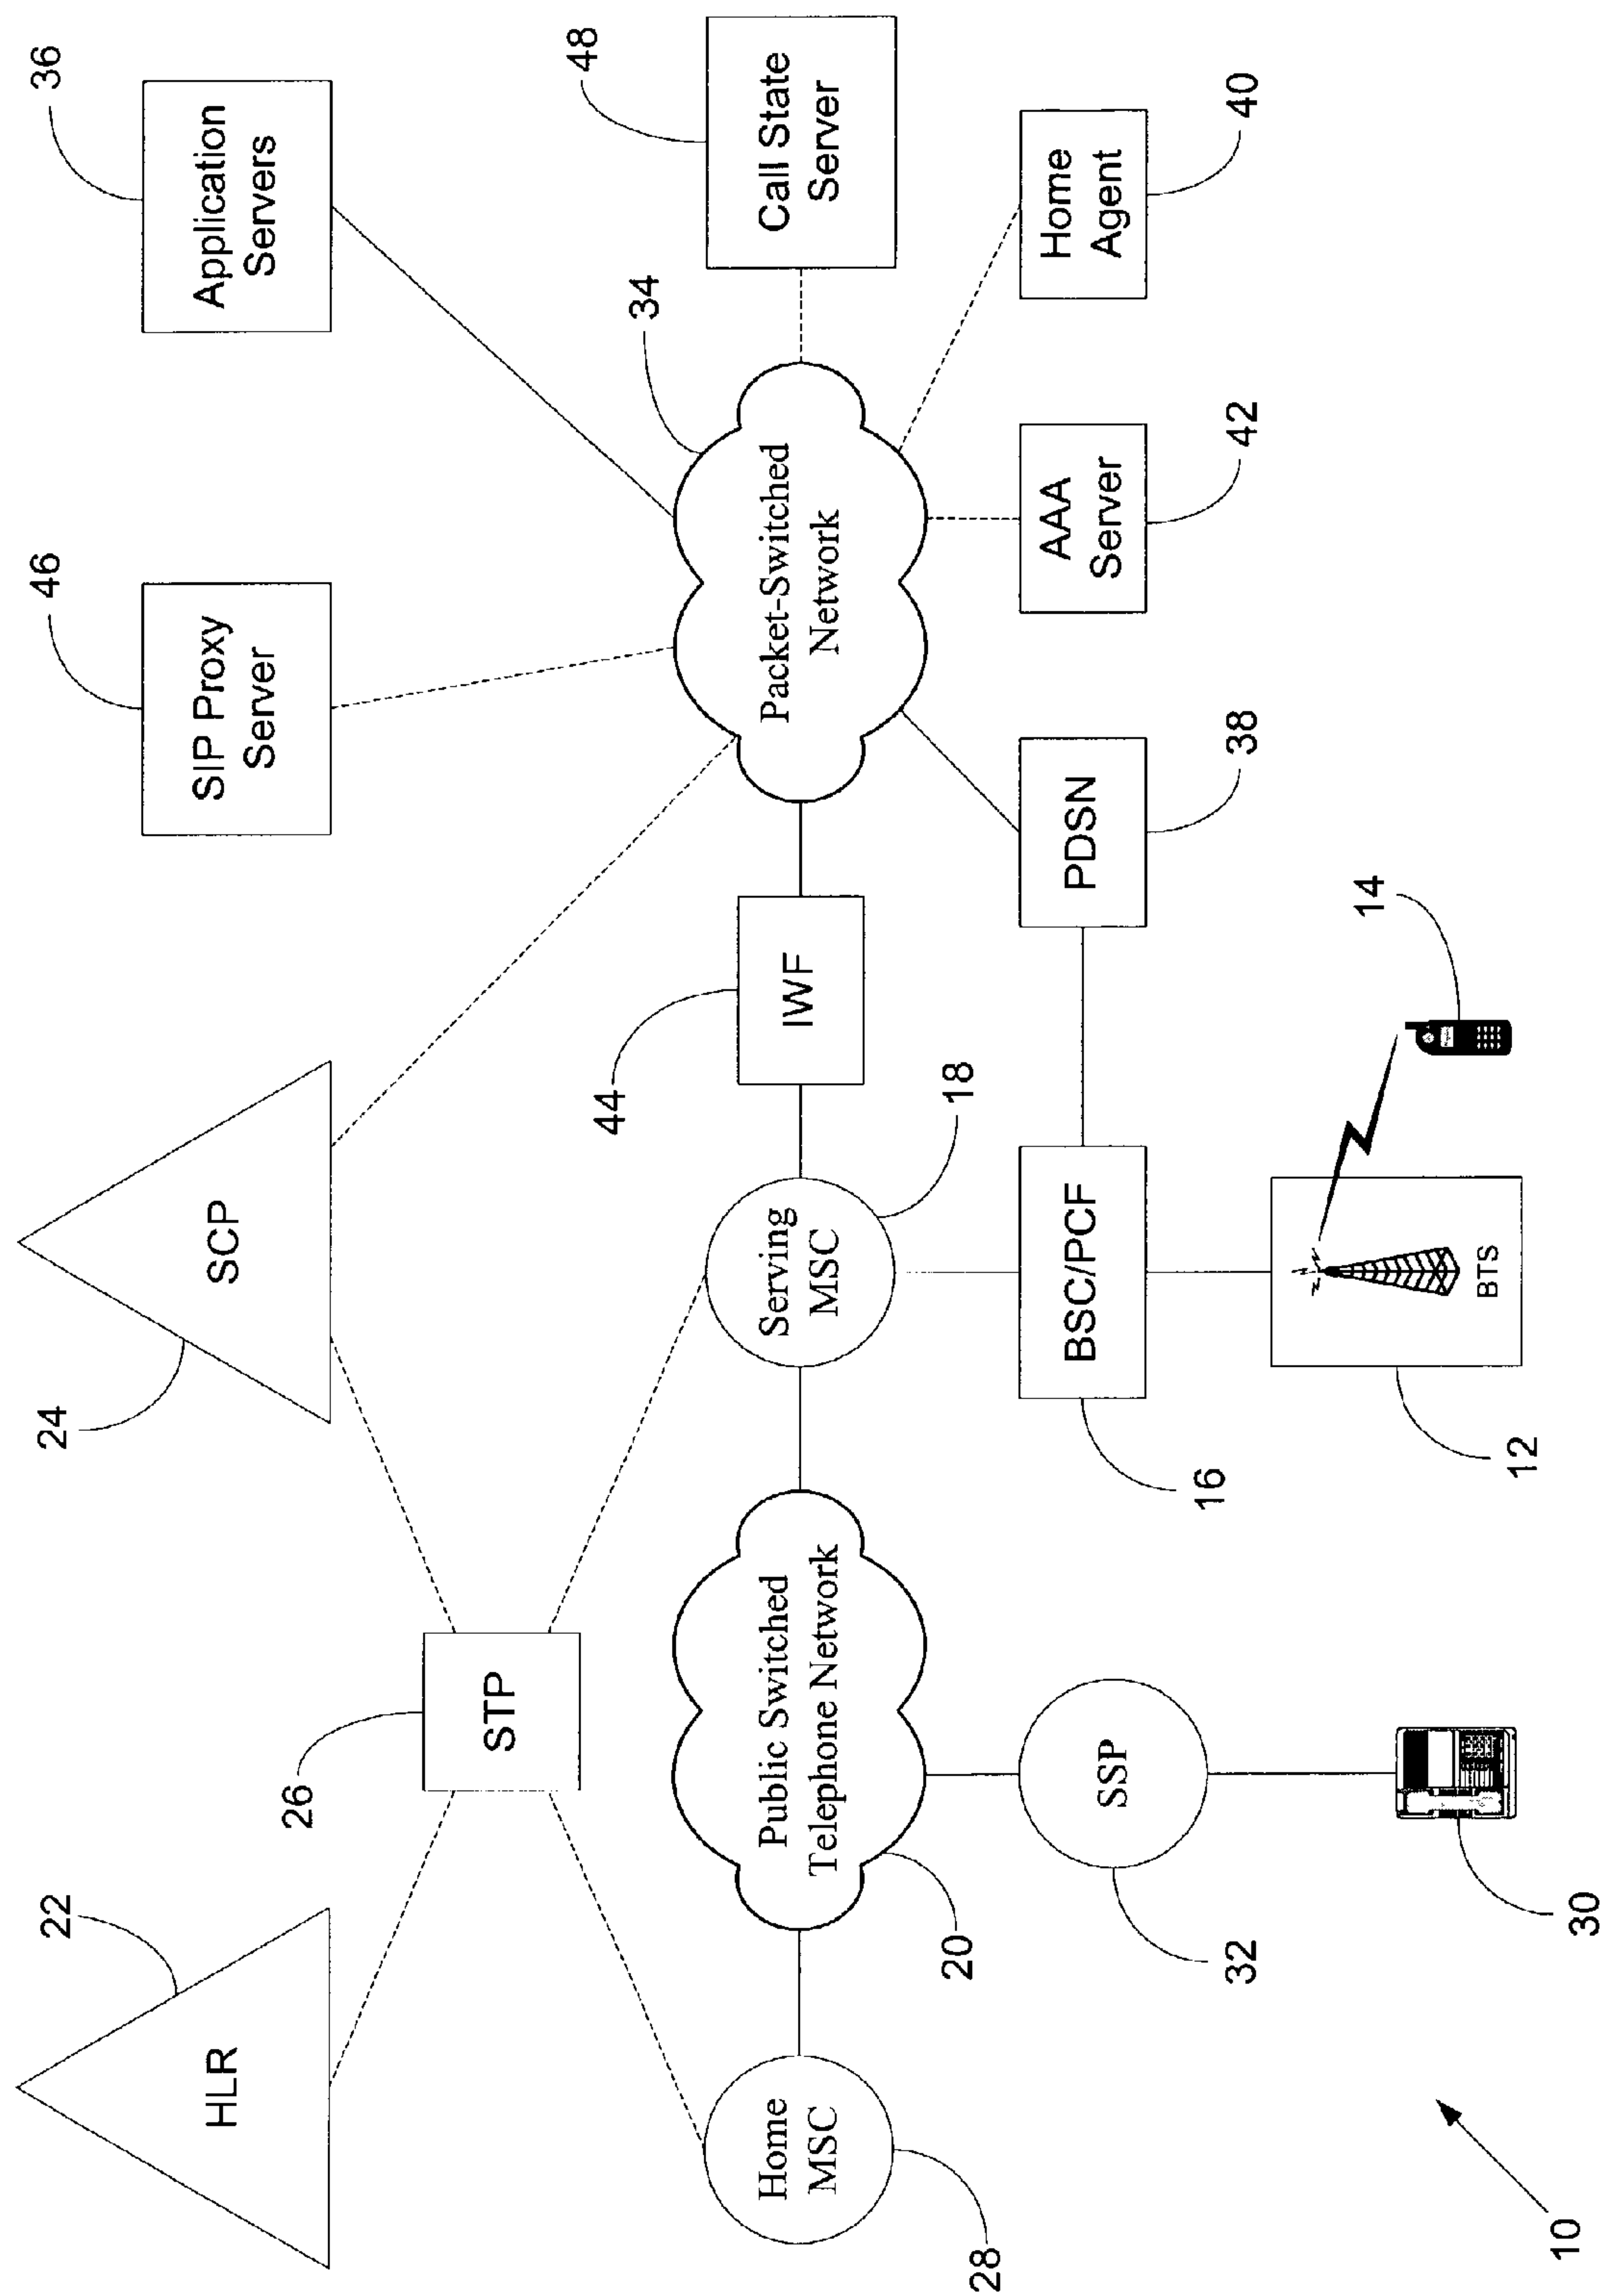 22
HLR
24
SCP
46
SIP Proxy
Server
36
Application
Servers
26
STP
44
IWF
34
48
Call State
Server
Home
MSC
28
Public Switched
Telephone Network
20
Serving
MSC
18
Packet-Switched
Network
SSP
32
BSC/PCF
16
PDSN
38
AAA
Server
42
Home
Agent
40
30
BTS
12
14
10